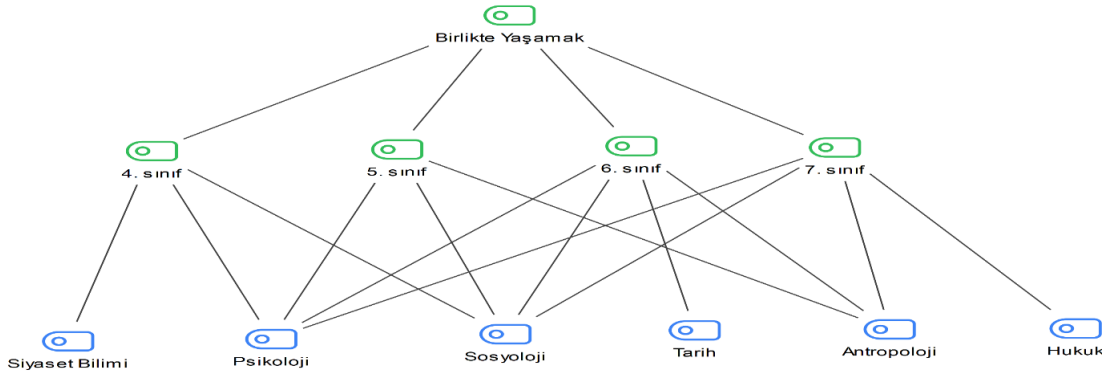 Birlikte Yaşamak
4. sınıf
5. sınıf
6. sınıf
7. sınıf
Siyaset Bilimi
Psikoloji
Sosyoloji
Tarih
Antropoloji
Hukuk